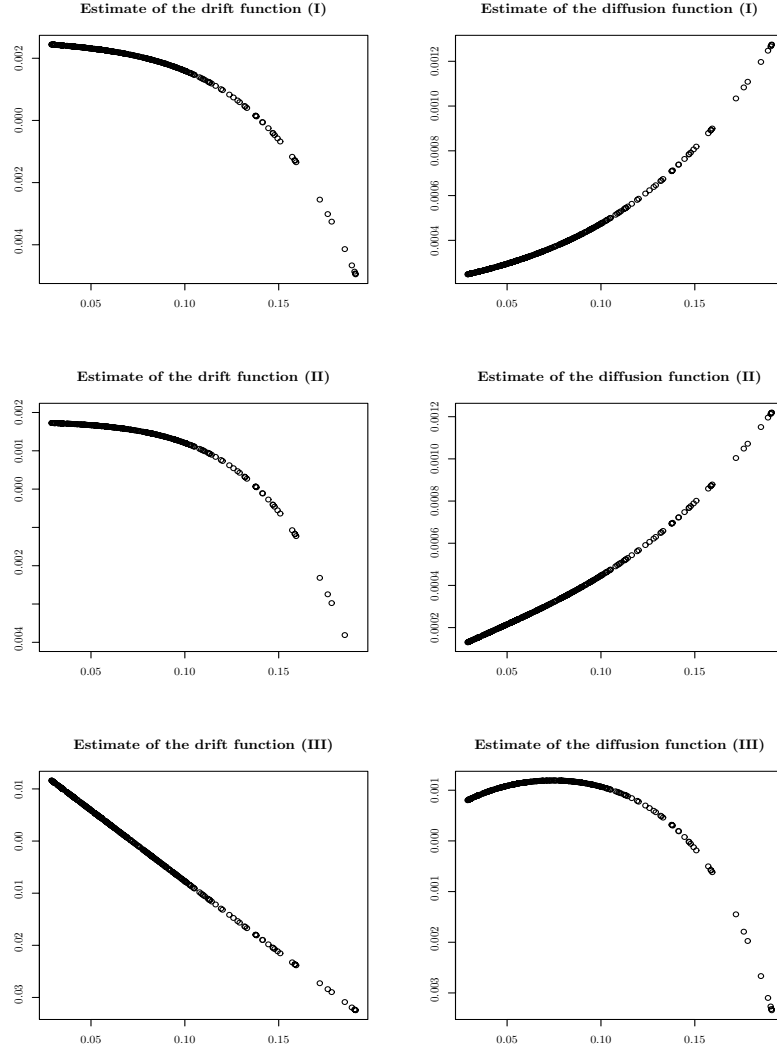 Estimate of the drift function (I)
0.002
0.000
0.002
0.004
0.05 0.10 0.15
Estimate of the diffusion function (I)
0.0012
0.0010
0.0008
0.0006
0.0004
0.05 0.10 0.15
Estimate of the drift function (II)
0.002
0.001
0.000
0.002
0.004
0.05 0.10 0.15
Estimate of the diffusion function (II)
0.0012
0.0010
0.0008
0.0006
0.0004
0.0002
0.05 0.10 0.15
Estimate of the drift function (III)
0.01
0.00
0.01
0.02
0.03
0.05 0.10 0.15
Estimate of the diffusion function (III)
0.001
0.000
0.001
0.002
0.003
0.05 0.10 0.15